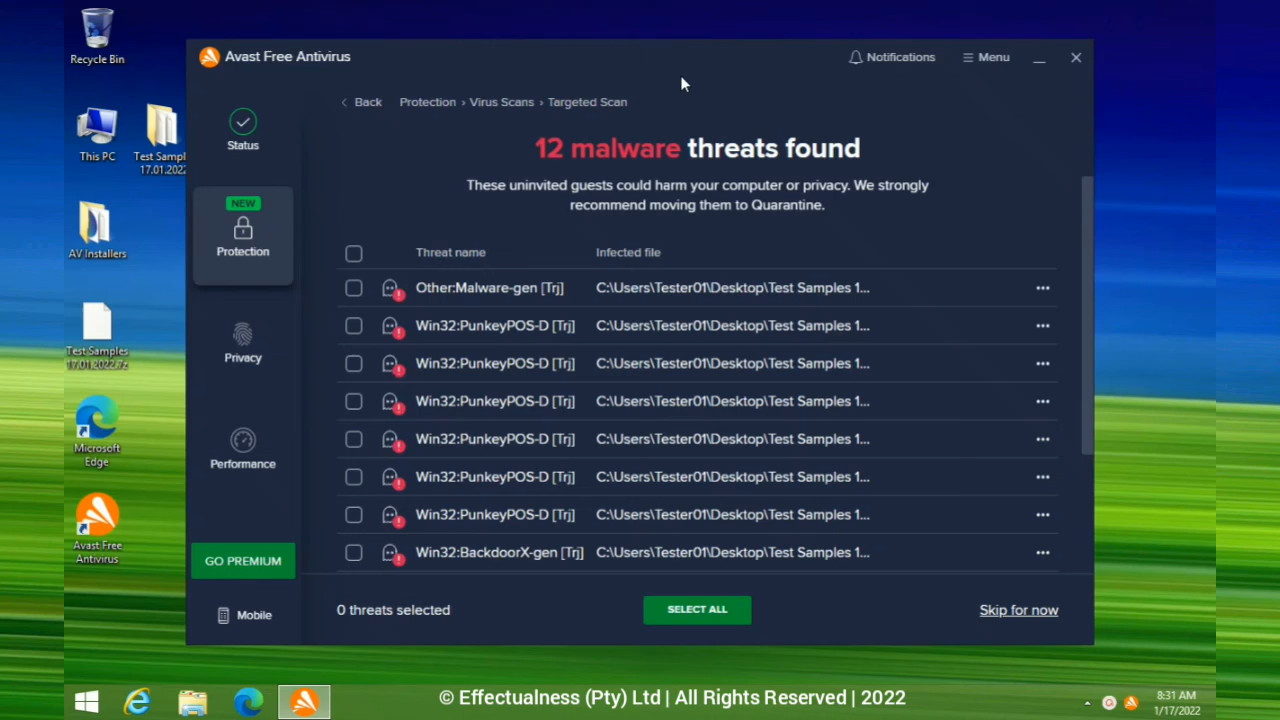 Recycle Bin
This PC
Test Sampl
17.01.2022
AV Installers
Test Samples
17.01.2022.7z
Microsoft
Edge
Avast Free
Antivirus
Avast Free Antivirus
Notifications
Menu
Status
NEW
Protection
Privacy
Performance
GO PREMIUM
Mobile
Back Protection › Virus Scans › Targeted Scan
12 malware threats found
These uninvited guests could harm your computer or privacy. We strongly
recommend moving them to Quarantine.
Threat name Infected file
Other:Malware-gen [Trj] C:\Users\Tester01\Desktop\Test Samples 1...
Win32:PunkeyPOS-D [Trj] C:\Users\Tester01\Desktop\Test Samples 1...
Win32:PunkeyPOS-D [Trj] C:\Users\Tester01\Desktop\Test Samples 1...
Win32:PunkeyPOS-D [Trj] C:\Users\Tester01\Desktop\Test Samples 1...
Win32:PunkeyPOS-D [Trj] C:\Users\Tester01\Desktop\Test Samples 1...
Win32:PunkeyPOS-D [Trj] C:\Users\Tester01\Desktop\Test Samples 1...
Win32:PunkeyPOS-D [Trj] C:\Users\Tester01\Desktop\Test Samples 1...
Win32:BackdoorX-gen [Trj] C:\Users\Tester01\Desktop\Test Samples 1...
0 threats selected
SELECT ALL
Skip for now
© Effectualness (Pty) Ltd | All Rights Reserved | 2022
8:31 AM
1/17/2022